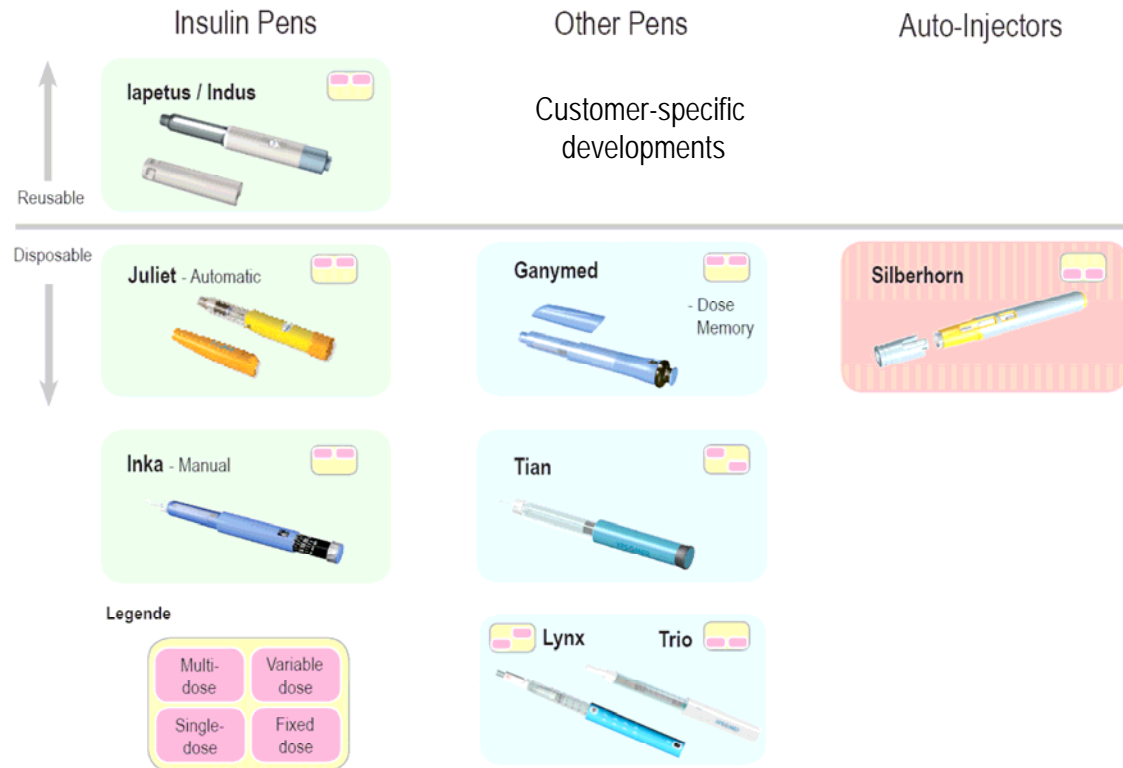 Insulin Pens
Other Pens
Auto-Injectors
Iapetus / Indus
Customer-specific
developments
Reusable
Disposable
Juliet - Automatic
Ganymed
- Dose
Memory
Silberhorn
Inka - Manual
Tian
Legende
Multi-
dose
Variable
dose
Single-
dose
Fixed
dose
Lynx
Trio